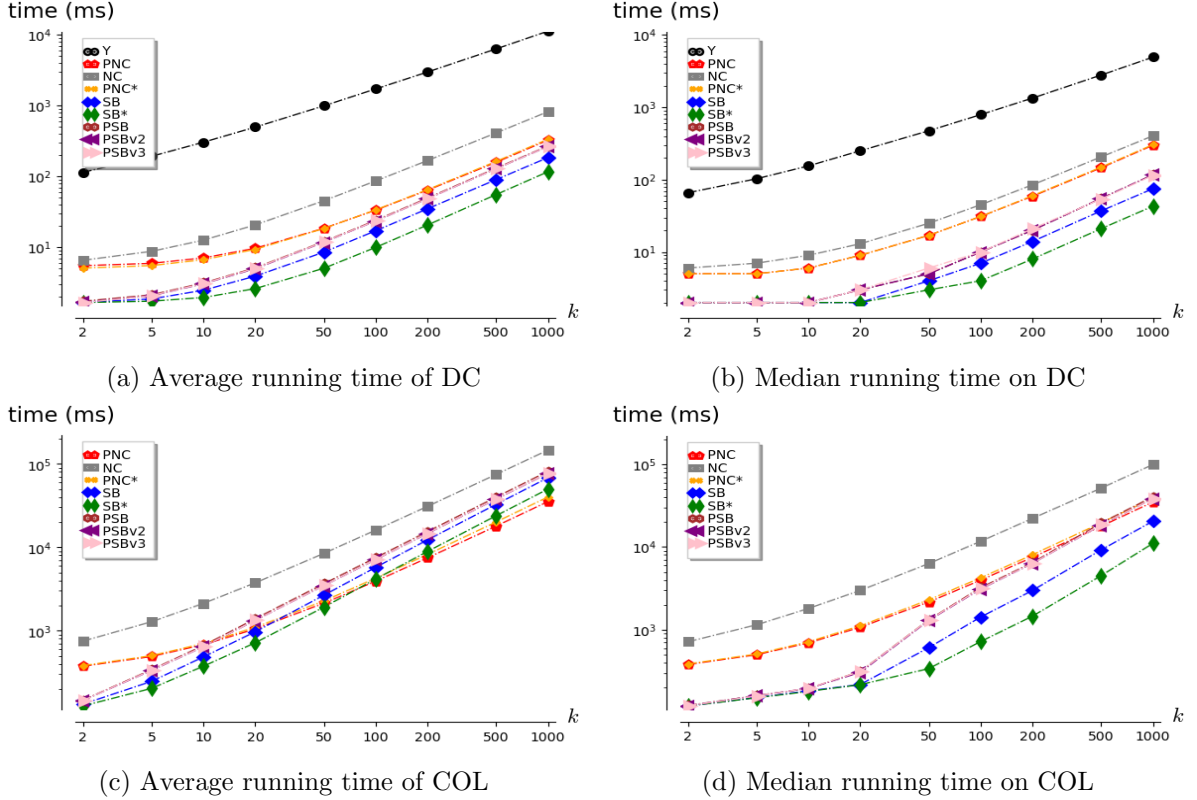 time (ms)
10^4
10^3
10^2
10^1
Y
PNC
NC
PNC*
SB
SB*
PSB
PSBv2
PSBv3
2 5 10 20 50 100 200 500 1000
k
(a) Average running time of DC
time (ms)
10^4
10^3
10^2
10^1
Y
PNC
NC
PNC*
SB
SB*
PSB
PSBv2
PSBv3
2 5 10 20 50 100 200 500 1000
k
(b) Median running time on DC
time (ms)
10^5
10^4
10^3
PNC
NC
PNC*
SB
SB*
PSB
PSBv2
PSBv3
2 5 10 20 50 100 200 500 1000
k
(c) Average running time of COL
time (ms)
10^5
10^4
10^3
PNC
NC
PNC*
SB
SB*
PSB
PSBv2
PSBv3
2 5 10 20 50 100 200 500 1000
k
(d) Median running time on COL